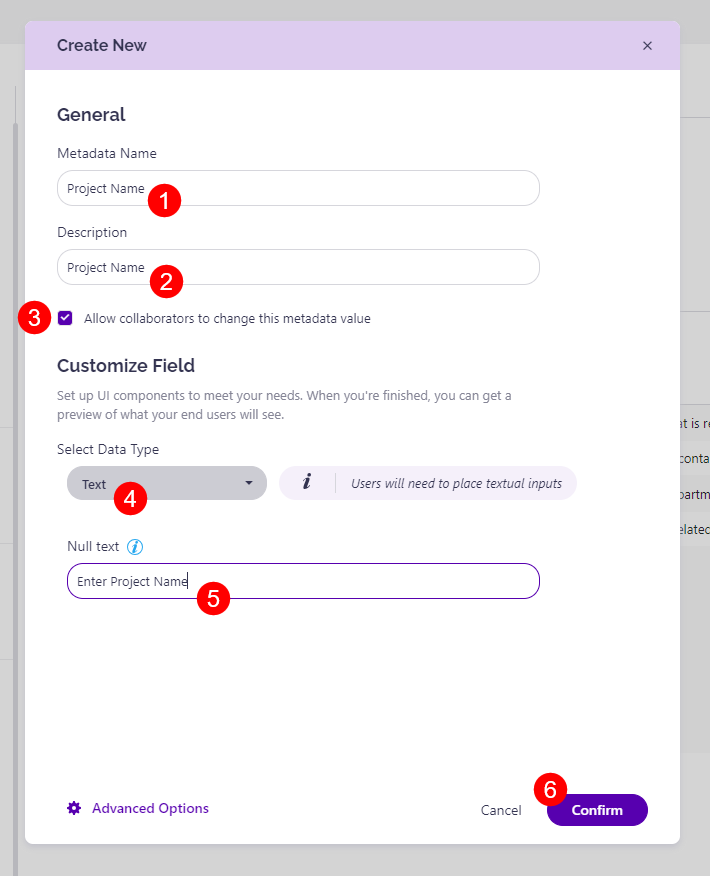 Create New
×
General
Metadata Name
Project Name
1
Description
Project Name
2
3
Allow collaborators to change this metadata value
Customize Field
Set up UI components to meet your needs. When you're finished, you can get a
preview of what your end users will see.
at is re
Select Data Type
conta
Text
4
i
Users will need to place textual inputs
partm
elated
Null text i
Enter Project Name
5
6
Advanced Options
Cancel
Confirm